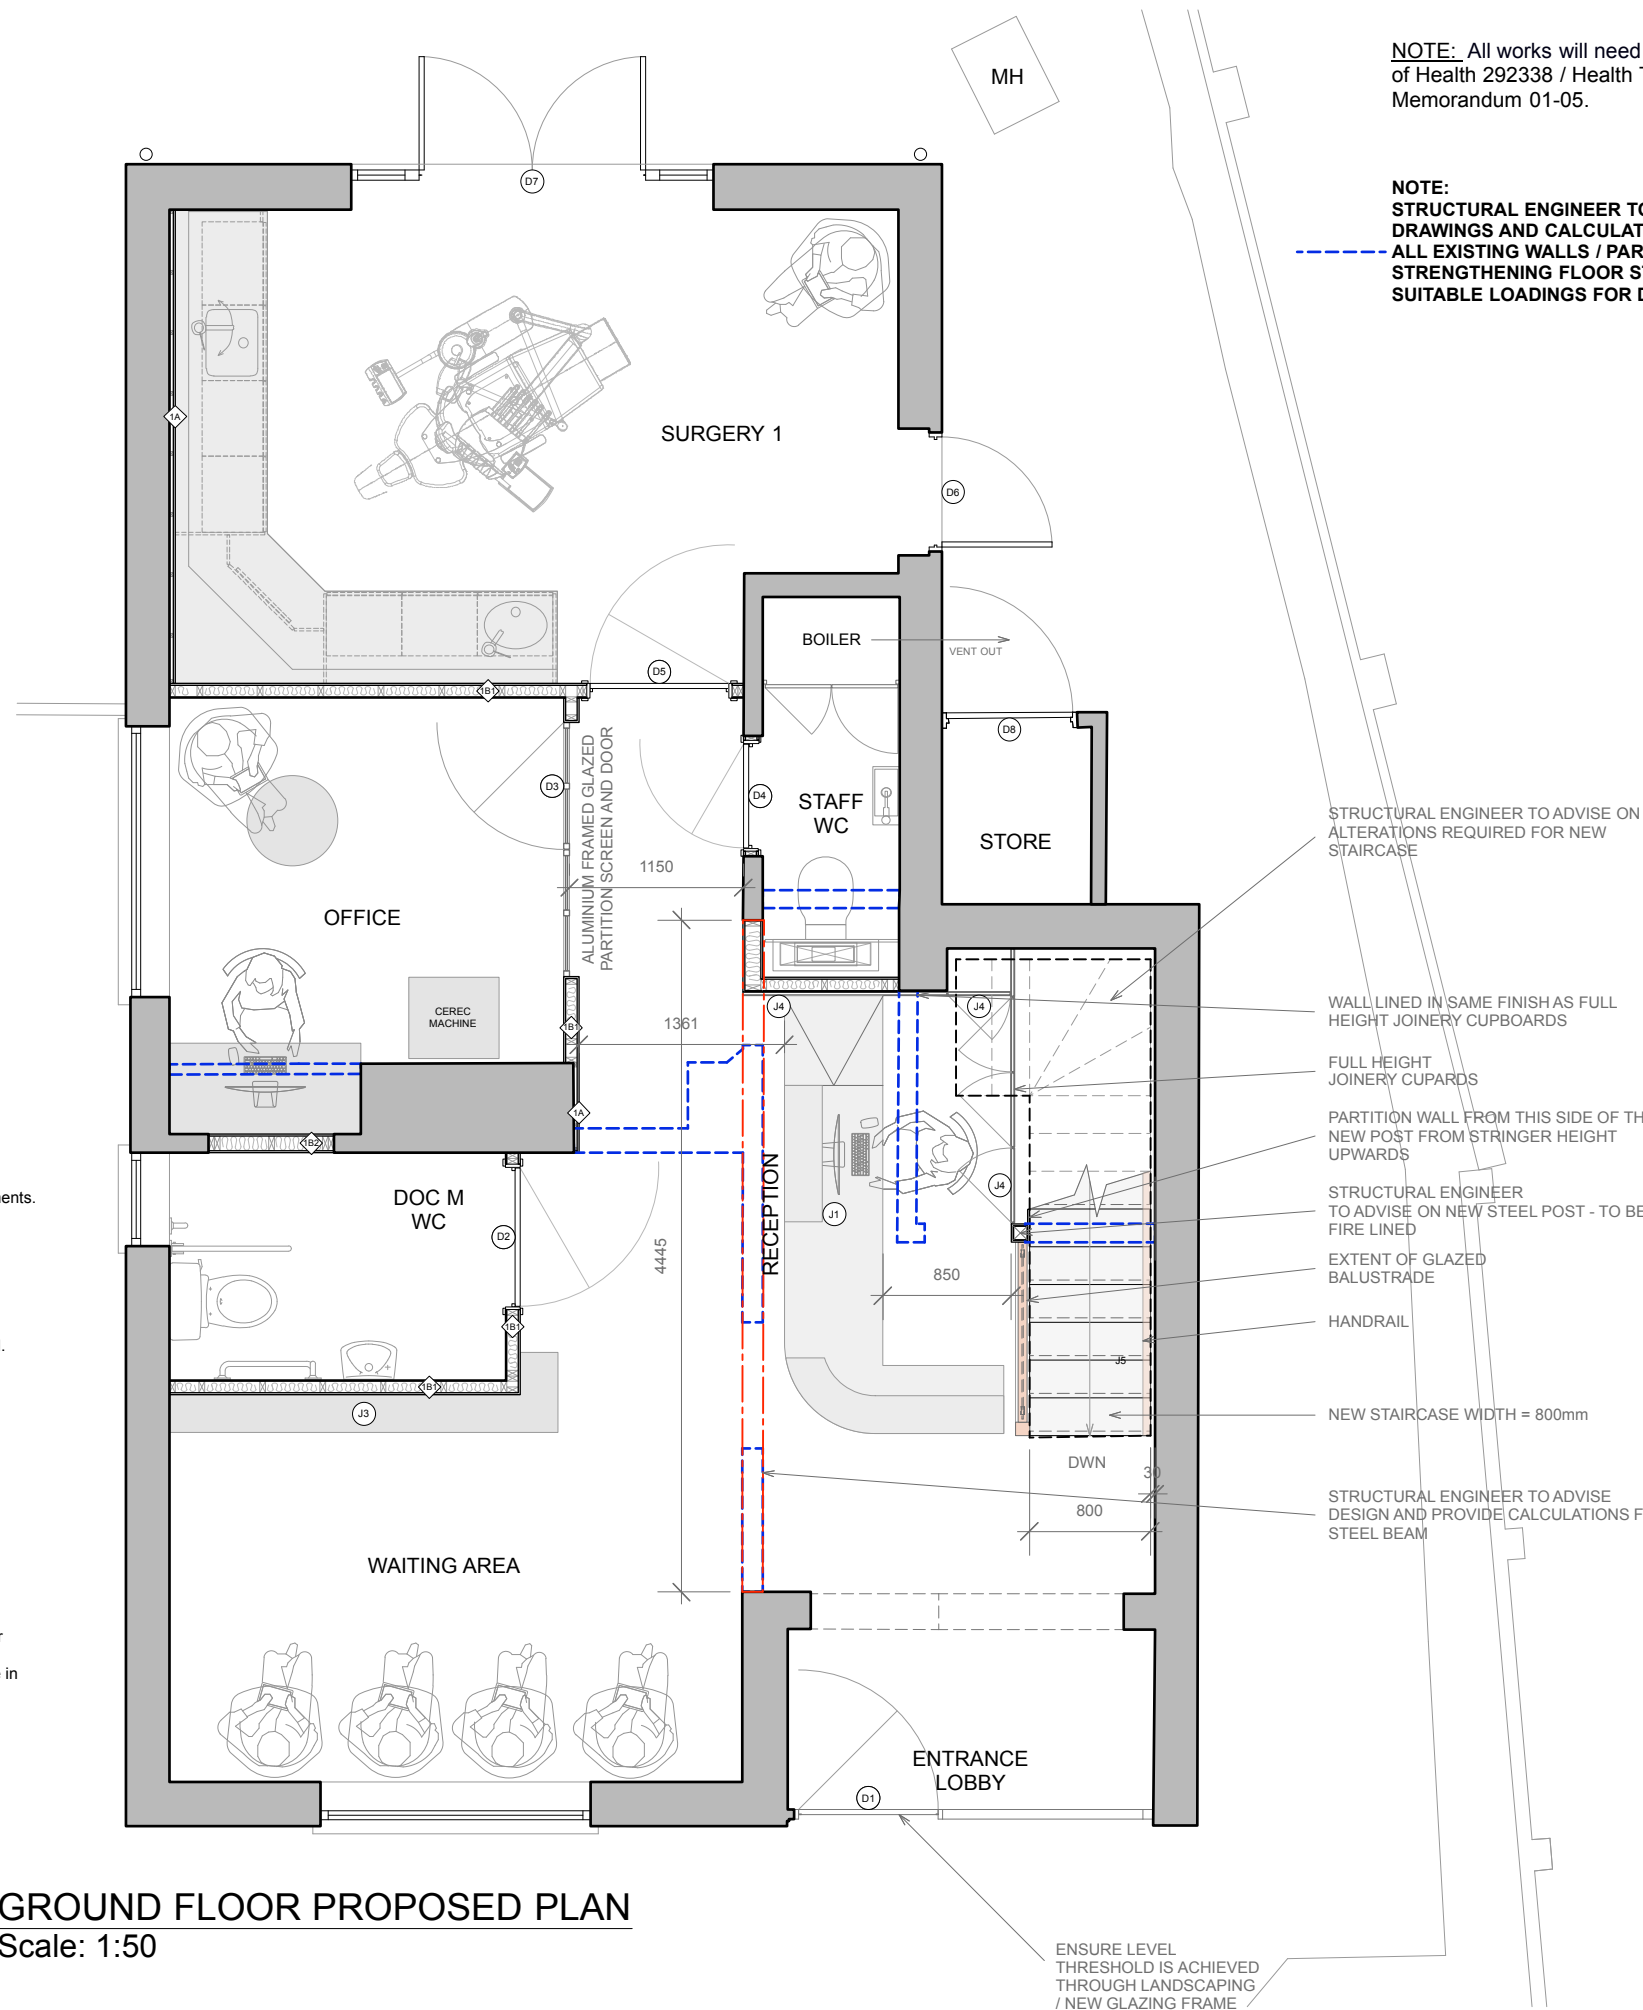 MH
NOTE: All works will need
of Health 292338 / Health T
Memorandum 01-05.
NOTE:
STRUCTURAL ENGINEER TO
DRAWINGS AND CALCULAT
ALL EXISTING WALLS / PAR
STRENGTHENING FLOOR ST
SUITABLE LOADINGS FOR D
D7
1A
SURGERY 1
D6
BOILER
VENT OUT
D5
1B1
D8
D3
ALUMINIUM FRAMED GLAZED
PARTITION SCREEN AND DOOR
D4
STAFF
WC
STORE
1150
OFFICE
CEREC
MACHINE
1B1
1361
J4
J4
1A
1B2
RECEPTION
J4
J1
DOC M
WC
D2
4445
850
1B1
1B1
J3
J5
DWN
30
800
WAITING AREA
ENTRANCE
LOBBY
D1
STRUCTURAL ENGINEER TO ADVISE ON
ALTERATIONS REQUIRED FOR NEW
STAIRCASE
WALL LINED IN SAME FINISH AS FULL
HEIGHT JOINERY CUPBOARDS
FULL HEIGHT
JOINERY CUPARDS
PARTITION WALL FROM THIS SIDE OF TH
NEW POST FROM STRINGER HEIGHT
UPWARDS
STRUCTURAL ENGINEER
TO ADVISE ON NEW STEEL POST - TO BE
FIRE LINED
EXTENT OF GLAZED
BALUSTRADE
HANDRAIL
NEW STAIRCASE WIDTH = 800mm
STRUCTURAL ENGINEER TO ADVISE
DESIGN AND PROVIDE CALCULATIONS F
STEEL BEAM
ents.
.
r
in
GROUND FLOOR PROPOSED PLAN
Scale: 1:50
ENSURE LEVEL
THRESHOLD IS ACHIEVED
THROUGH LANDSCAPING
/ NEW GLAZING FRAME